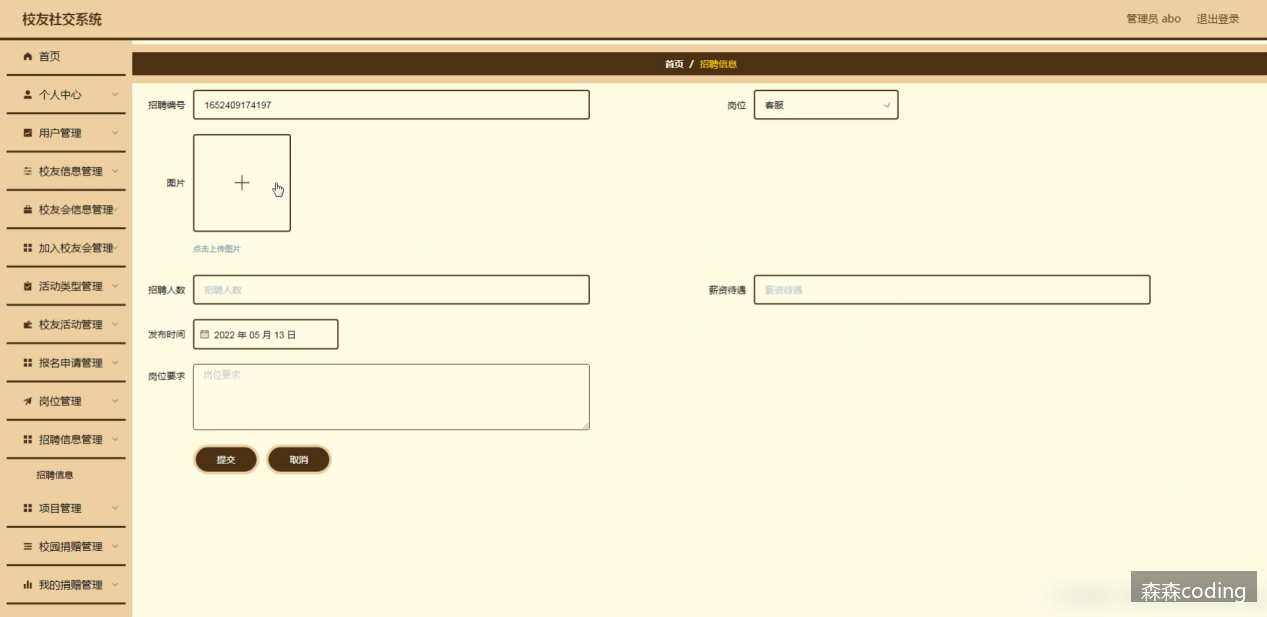 校友社交系统
管理员 abo 退出登录
首页
个人中心
用户管理
校友信息管理
校友会信息管理
加入校友会管理
活动类型管理
校友活动管理
报名申请管理
岗位管理
招聘信息管理
招聘信息
项目管理
校园捐赠管理
我的捐赠管理
首页 / 招聘信息
招聘编号 1652409174197 岗位 客服
图片
点击上传图片
招聘人数 招聘人数 薪资待遇 薪资待遇
发布时间 2022 年 05 月 13 日
岗位要求 岗位要求
提交 取消
森森coding